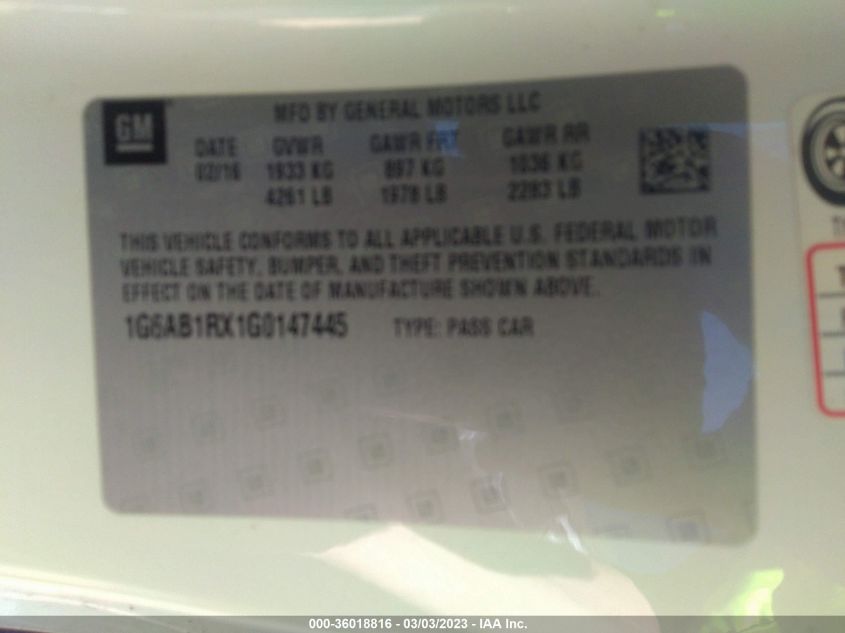 GM
MFD BY GENERAL MOTORS LLC
DATE GVWR GAWR FRT GAWR RR
02/16 1933 KG 897 KG 1036 KG
4261 LB 1978 LB 2283 LB
THIS VEHICLE CONFORMS TO ALL APPLICABLE U.S. FEDERAL MOTOR
VEHICLE SAFETY, BUMPER, AND THEFT PREVENTION STANDARDS IN
EFFECT ON THE DATE OF MANUFACTURE SHOWN ABOVE.
1G6AB1RX1G0147445 TYPE: PASS CAR
000-36018816 - 03/03/2023 - IAA Inc.